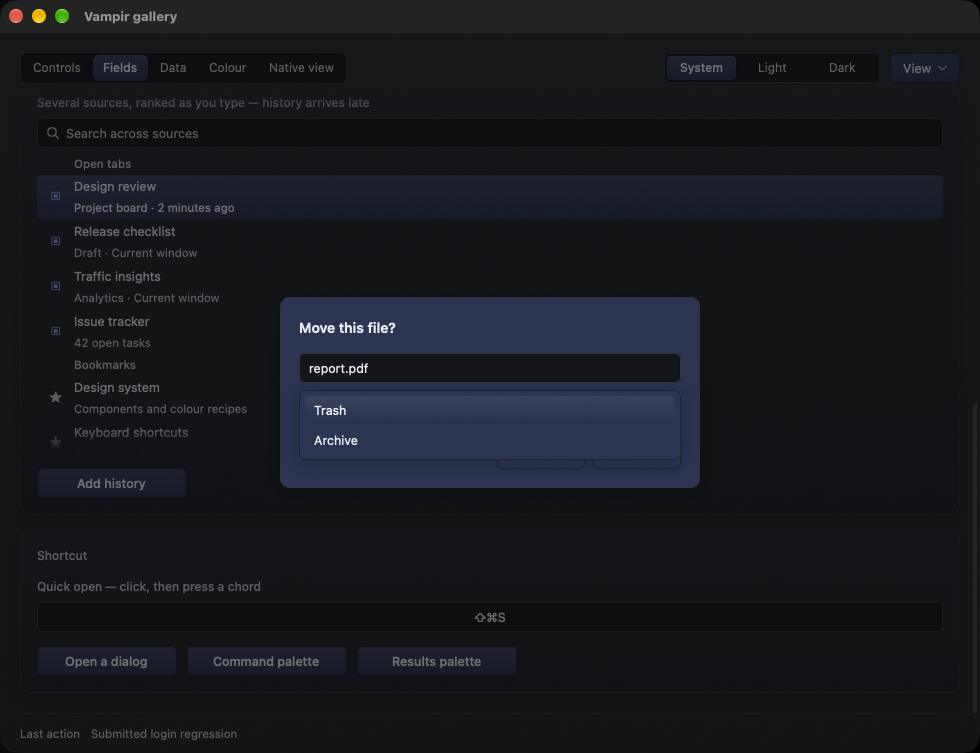 Vampir gallery
Controls Fields Data Colour Native view
System Light Dark View
Several sources, ranked as you type — history arrives late
Search across sources
Open tabs
Design review
Project board · 2 minutes ago
Release checklist
Draft · Current window
Traffic insights
Analytics · Current window
Issue tracker
42 open tasks
Bookmarks
Design system
Components and colour recipes
Keyboard shortcuts
Add history
Move this file?
report.pdf
Trash
Archive
Shortcut
Quick open — click, then press a chord
⇧⌘S
Open a dialog Command palette Results palette
Last action Submitted login regression